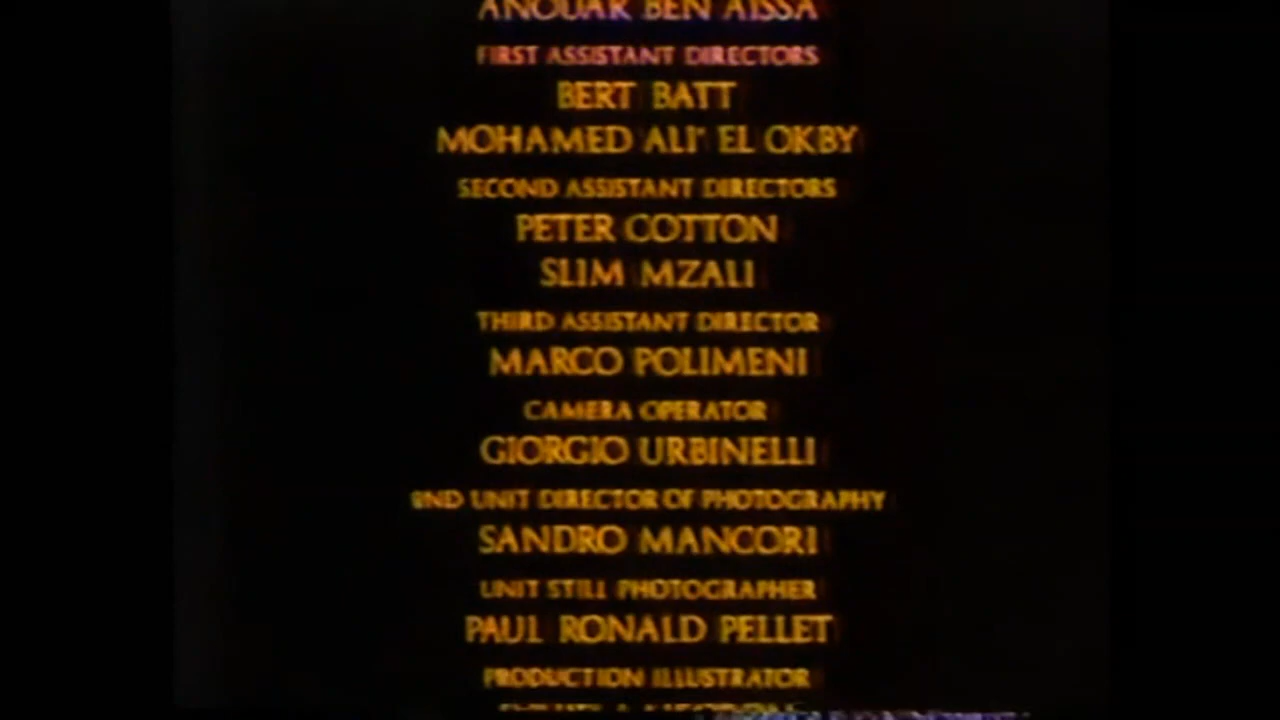 ANOUAR BEN AISSA
FIRST ASSISTANT DIRECTORS
BERT BATT
MOHAMED ALI' EL OKBY
SECOND ASSISTANT DIRECTORS
PETER COTTON
SLIM MZALI
THIRD ASSISTANT DIRECTOR
MARCO POLIMENI
CAMERA OPERATOR
GIORGIO URBINELLI
2ND UNIT DIRECTOR OF PHOTOGRAPHY
SANDRO MANCORI
UNIT STILL PHOTOGRAPHER
PAUL RONALD PELLET
PRODUCTION ILLUSTRATOR